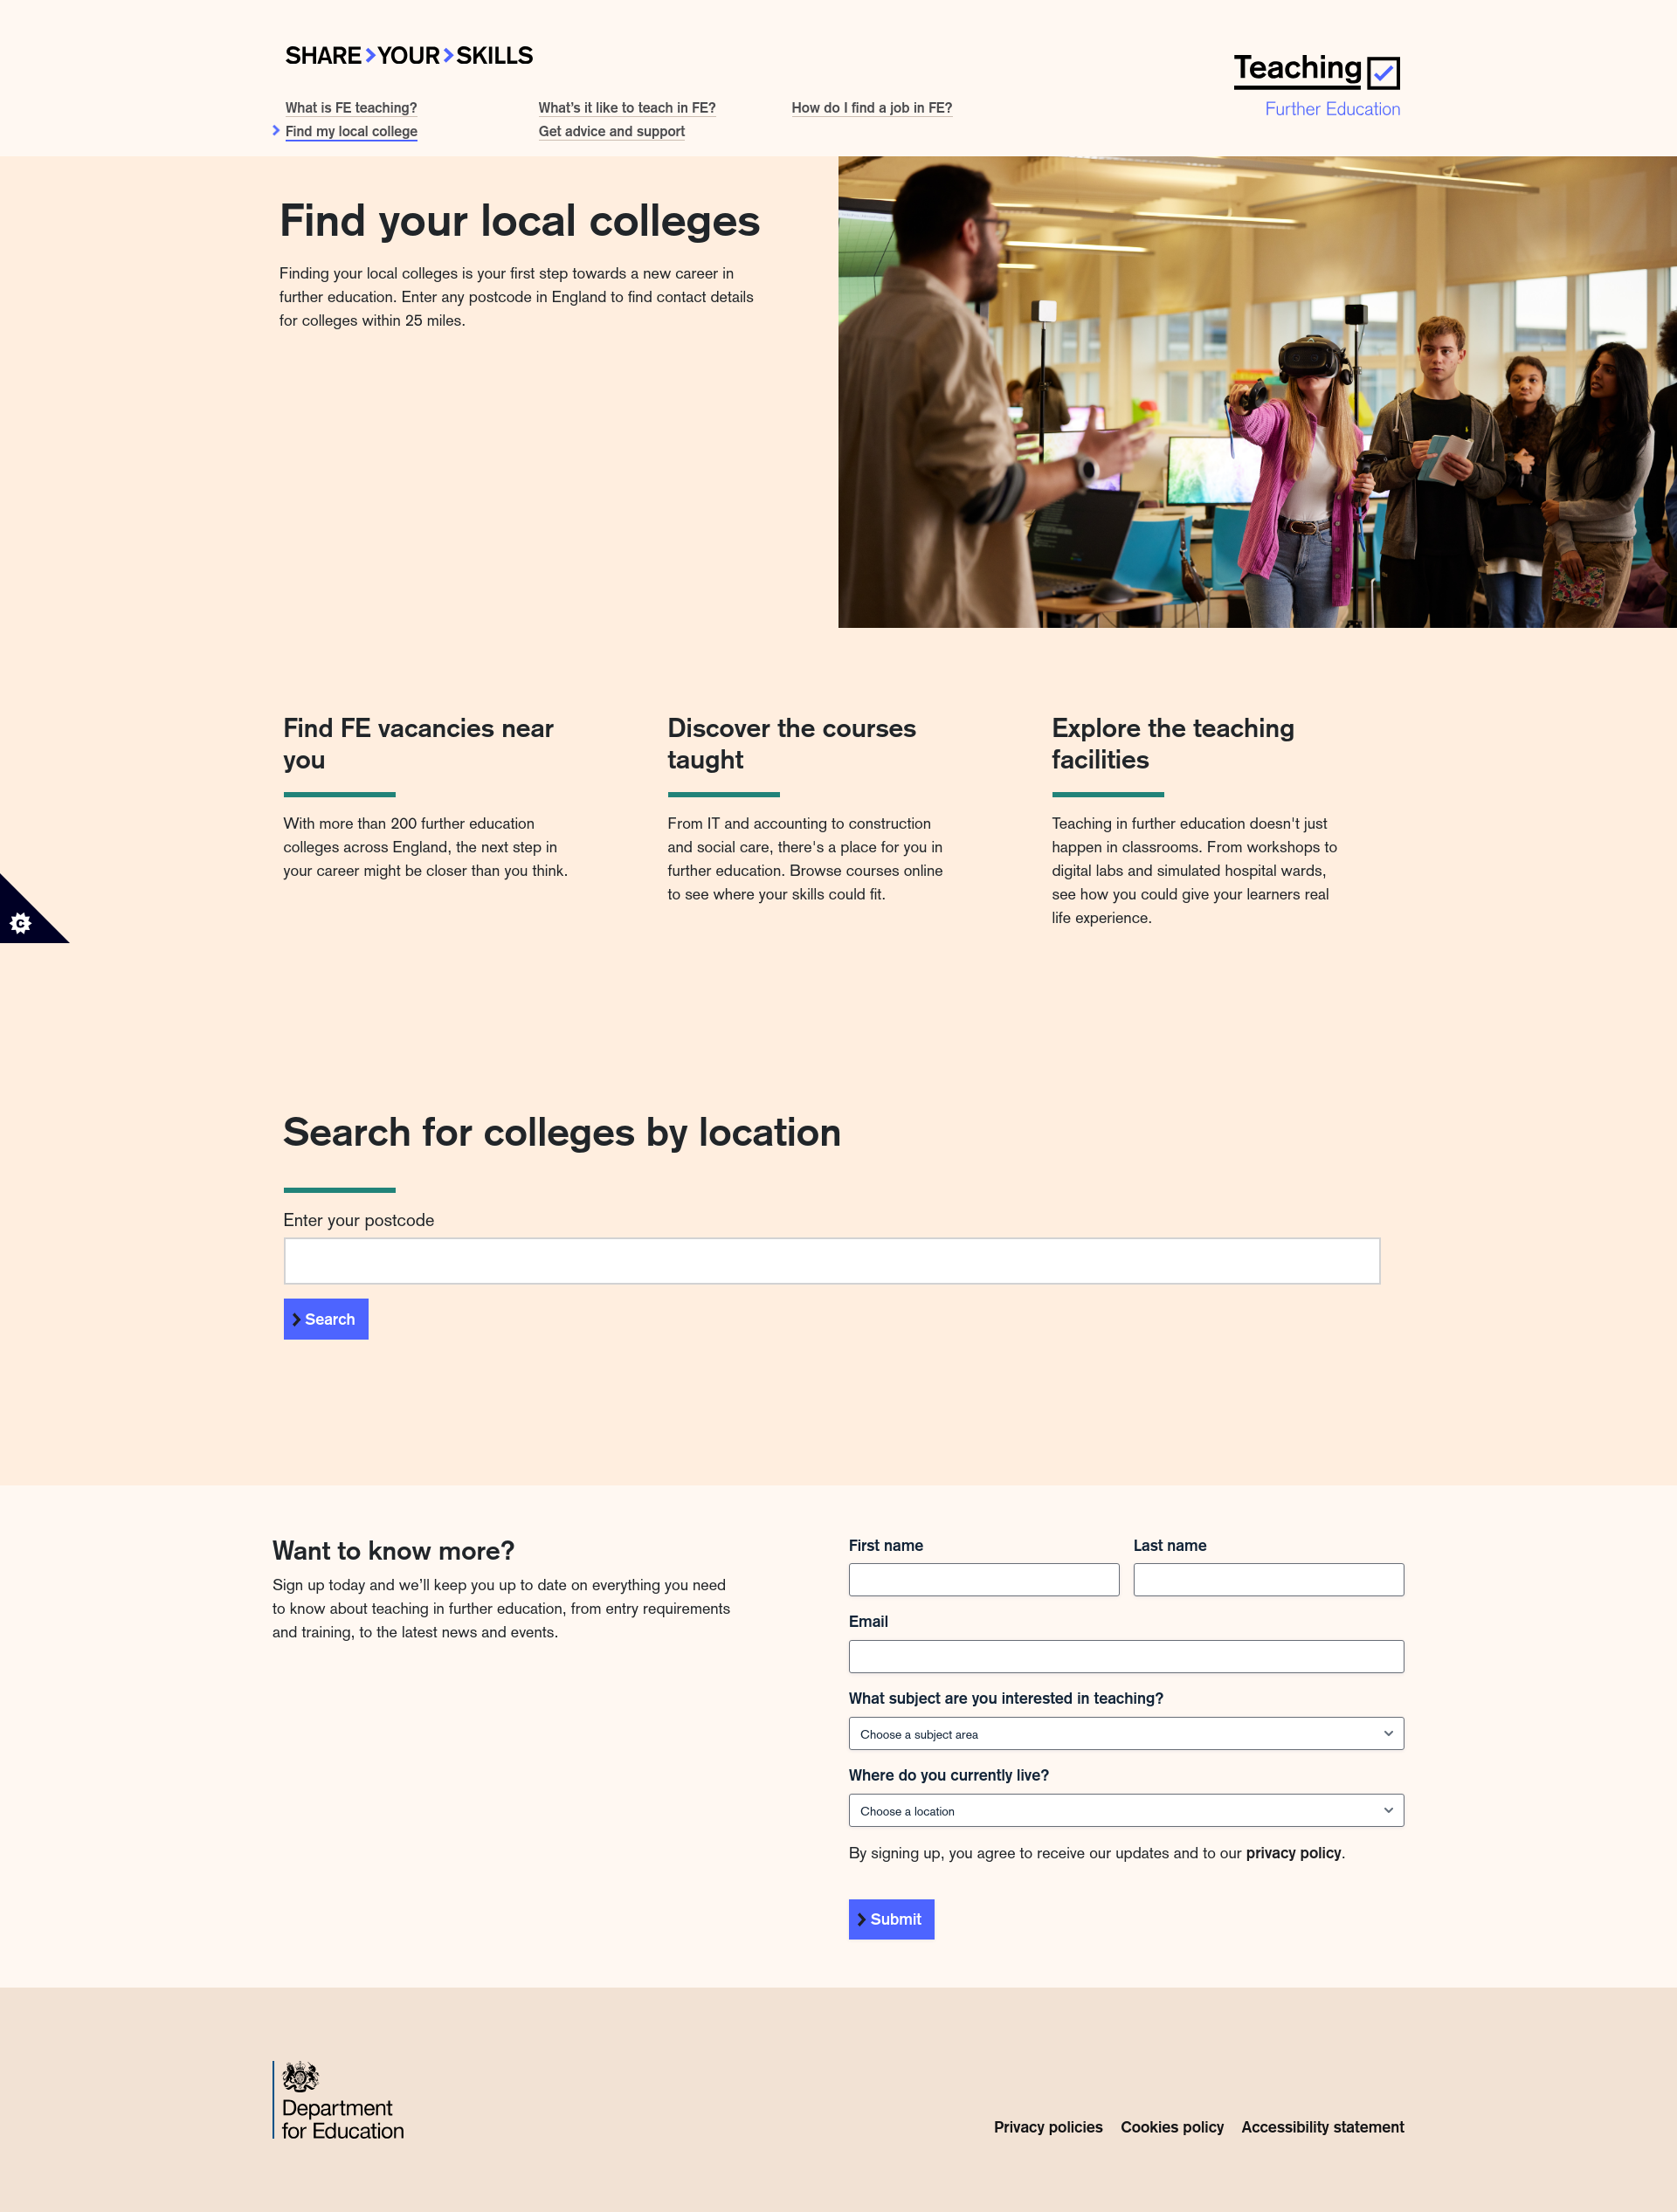 SHARE YOUR SKILLS
Teaching
Further Education
What is FE teaching?
What's it like to teach in FE?
How do I find a job in FE?
Find my local college
Get advice and support
Find your local colleges
Finding your local colleges is your first step towards a new career in
further education. Enter any postcode in England to find contact details
for colleges within 25 miles.
Find FE vacancies near
you
With more than 200 further education
colleges across England, the next step in
your career might be closer than you think.
Discover the courses
taught
From IT and accounting to construction
and social care, there's a place for you in
further education. Browse courses online
to see where your skills could fit.
Explore the teaching
facilities
Teaching in further education doesn't just
happen in classrooms. From workshops to
digital labs and simulated hospital wards,
see how you could give your learners real
life experience.
C
Search for colleges by location
Enter your postcode
Search
Want to know more?
Sign up today and we’ll keep you up to date on everything you need
to know about teaching in further education, from entry requirements
and training, to the latest news and events.
First name
Last name
Email
What subject are you interested in teaching?
Choose a subject area
Where do you currently live?
Choose a location
By signing up, you agree to receive our updates and to our privacy policy.
Submit
Department
for Education
Privacy policies
Cookies policy
Accessibility statement